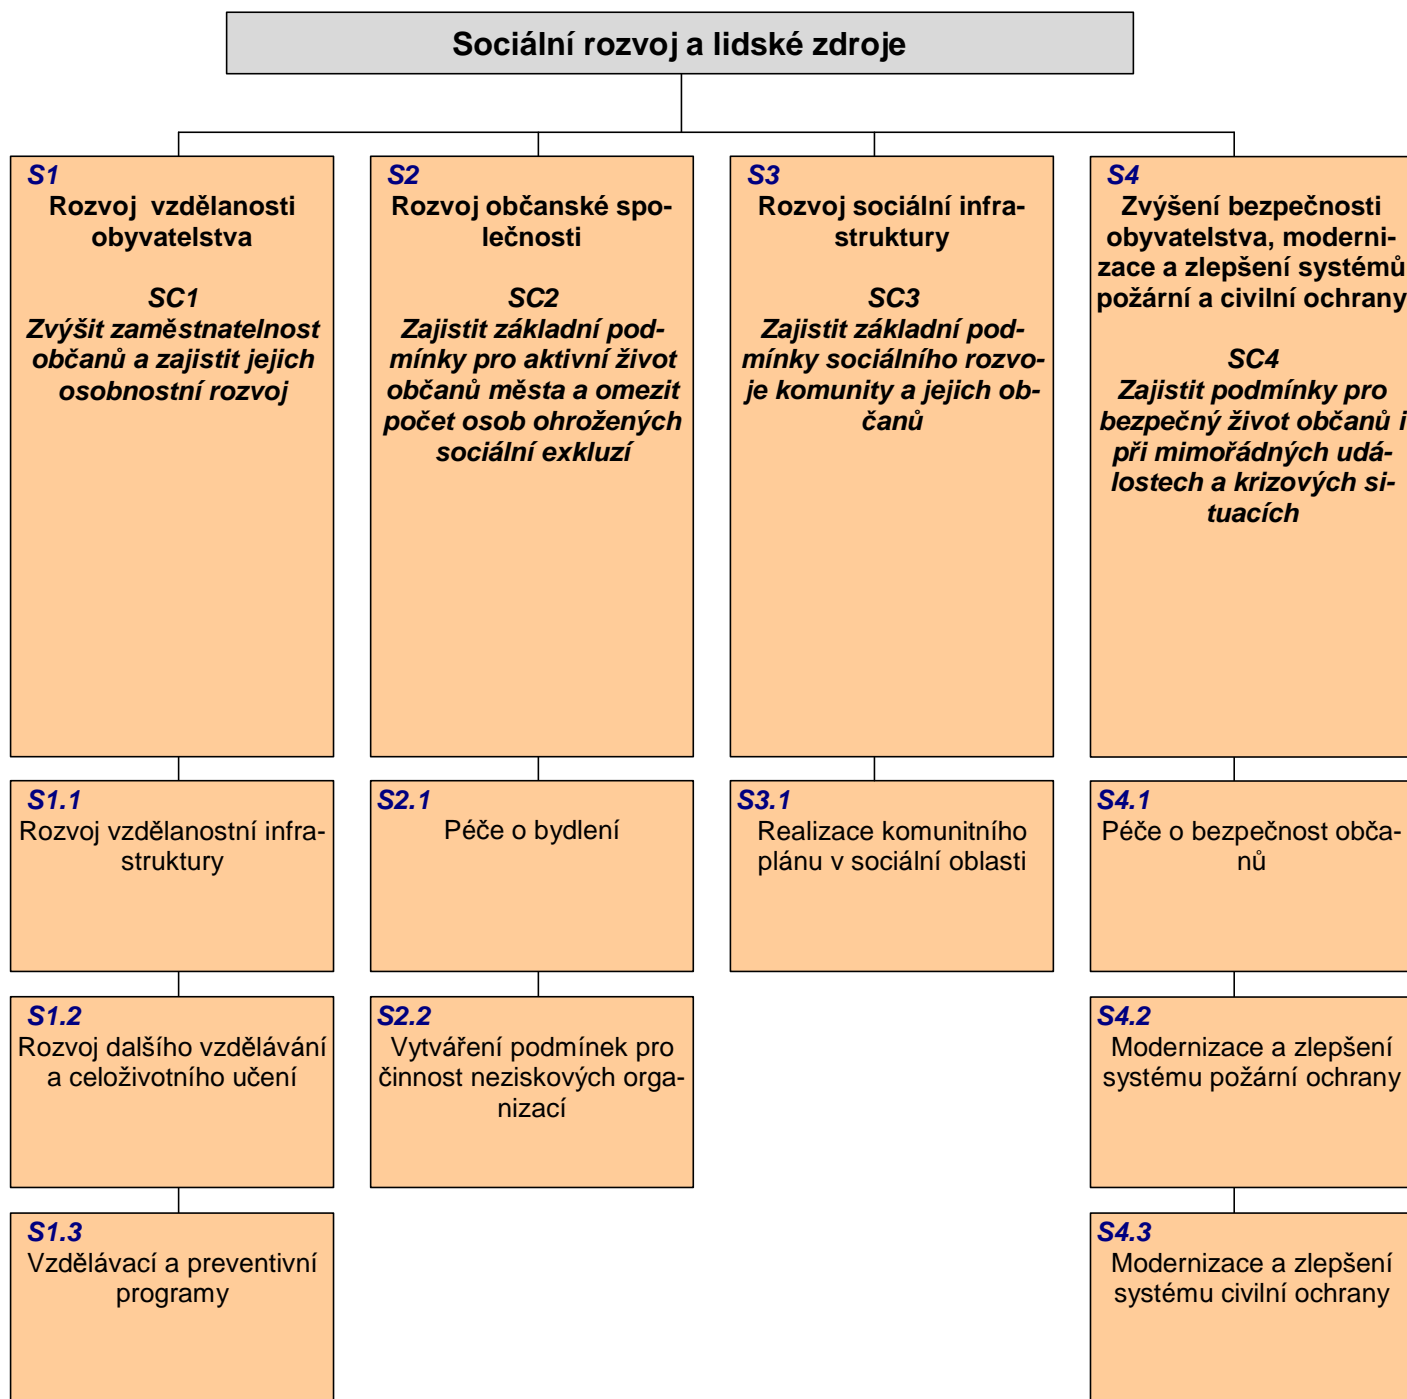 Sociální rozvoj a lidské zdroje
S1
Rozvoj  vzdělanosti
obyvatelstva
SC1
Zvýšit zaměstnatelnost
občanů a zajistit jejich
osobnostní rozvoj
S2
Rozvoj občanské spo-
lečnosti
SC2
Zajistit základní pod-
mínky pro aktivní život
občanů města a omezit
počet osob ohrožených
sociální exkluzí
S3
Rozvoj sociální infra-
struktury
SC3
Zajistit základní pod-
mínky sociálního rozvo-
je komunity a jejich ob-
čanů
S4
Zvýšení bezpečnosti
obyvatelstva, moderni-
zace a zlepšení systémů
požární a civilní ochrany
SC4
Zajistit podmínky pro
bezpečný život občanů i
při mimořádných udá-
lostech a krizových si-
tuacích
S1.1
Rozvoj vzdělanostní infra-
struktury
S2.1
Péče o bydlení
S3.1
Realizace komunitního
plánu v sociální oblasti
S4.1
Péče o bezpečnost obča-
nů
S1.2
Rozvoj dalšího vzdělávání
a celoživotního učení
S2.2
Vytváření podmínek pro
činnost neziskových orga-
nizací
S4.2
Modernizace a zlepšení
systému požární ochrany
S1.3
Vzdělávací a preventivní
programy
S4.3
Modernizace a zlepšení
systému civilní ochrany